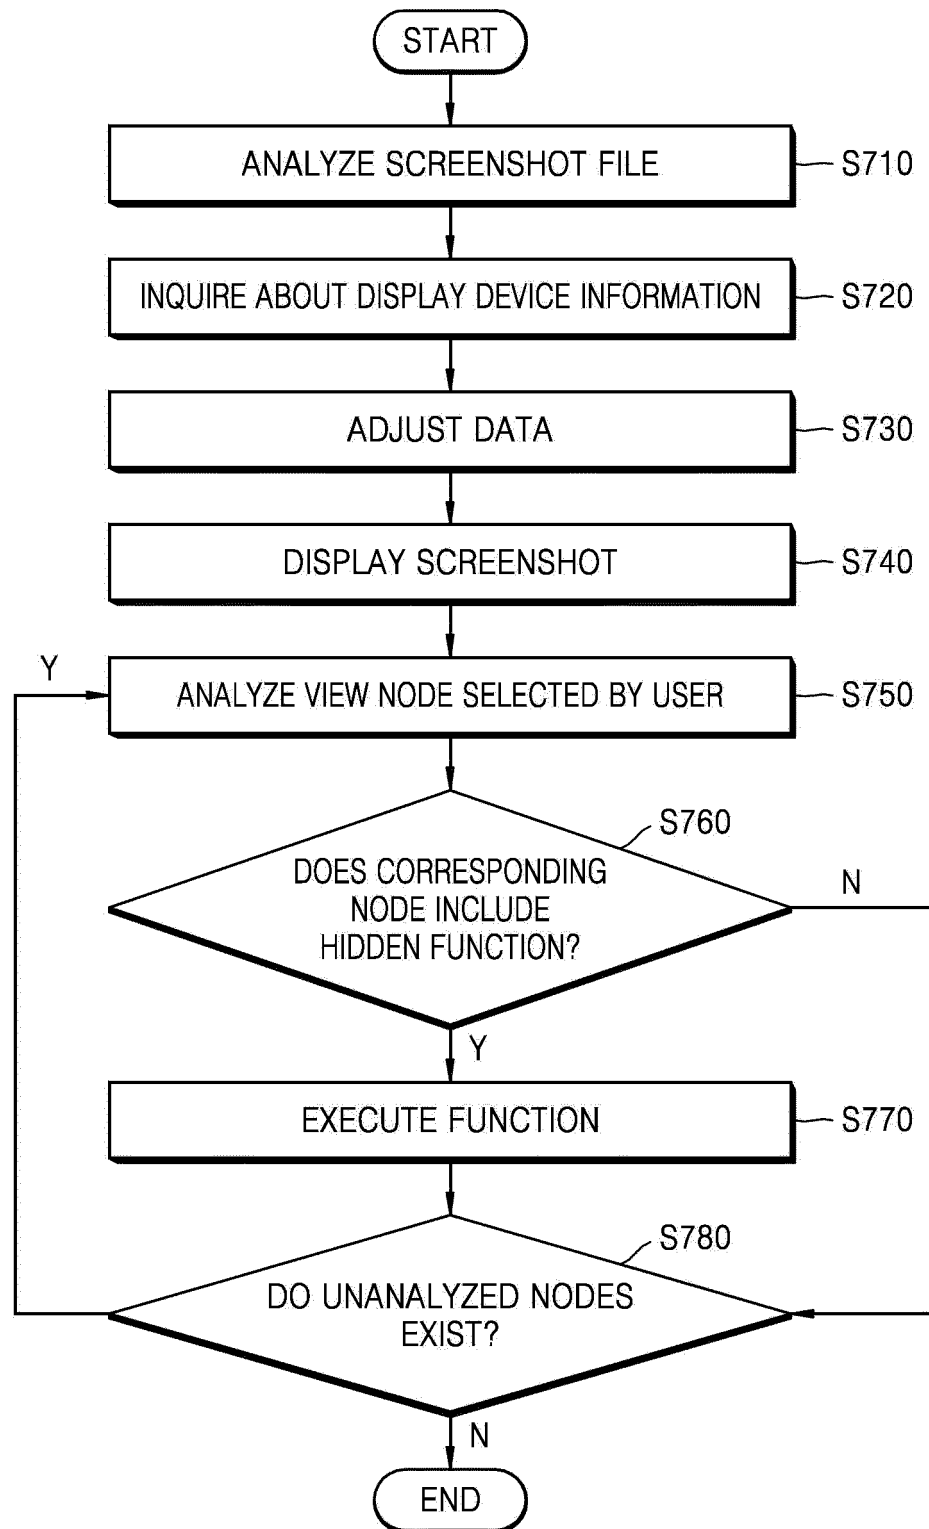 START
ANALYZE SCREENSHOT FILE
S710
INQUIRE ABOUT DISPLAY DEVICE INFORMATION
S720
ADJUST DATA
S730
DISPLAY SCREENSHOT
S740
Y
ANALYZE VIEW NODE SELECTED BY USER
S750
S760
DOES CORRESPONDING
NODE INCLUDE
HIDDEN FUNCTION?
N
Y
EXECUTE FUNCTION
S770
S780
DO UNANALYZED NODES
EXIST?
N
END